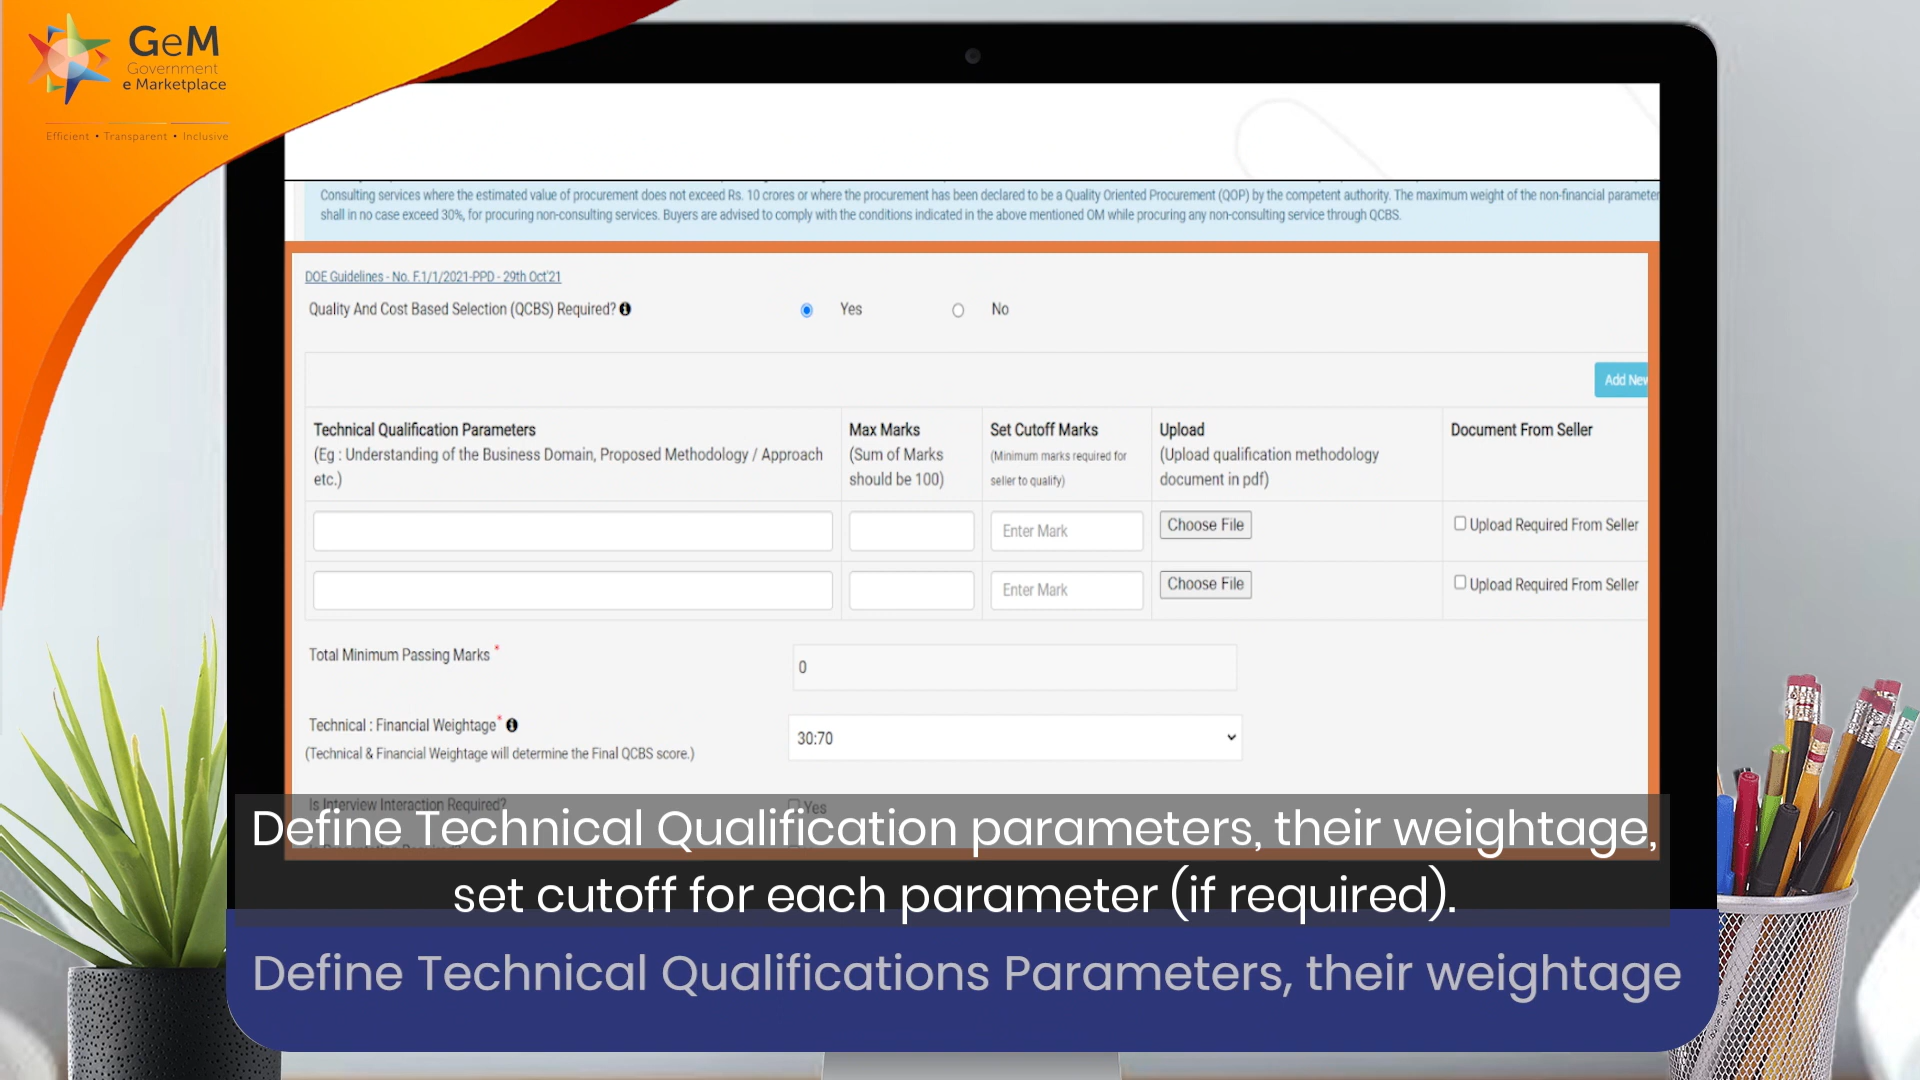 GeM
Government
e Marketplace
Efficient • Transparent • Inclusive
Consulting services where the estimated value of procurement does not exceed Rs. 10 crores or where the procurement has been declared to be a Quality Oriented Procurement (QOP) by the competent authority. The maximum weight of the non-financial parameter
shall in no case exceed 30%, for procuring non-consulting services. Buyers are advised to comply with the conditions indicated in the above mentioned OM while procuring any non-consulting service through QCBS.
DOE Guidelines - No. F.1/1/2021-PPD - 29th Oct'21
Quality And Cost Based Selection (QCBS) Required? Yes No
Add New
Technical Qualification Parameters
(Eg : Understanding of the Business Domain, Proposed Methodology / Approach
etc.)
Max Marks
(Sum of Marks
should be 100)
Set Cutoff Marks
(Minimum marks required for
seller to qualify)
Upload
(Upload qualification methodology
document in pdf)
Document From Seller
Enter Mark Choose File Upload Required From Seller
Enter Mark Choose File Upload Required From Seller
Total Minimum Passing Marks * 0
Technical : Financial Weightage* 30:70
(Technical & Financial Weightage will determine the Final QCBS score.)
Is Interview Interaction Required? Yes
Define Technical Qualification parameters, their weightage,
set cutoff for each parameter (if required).
Define Technical Qualifications Parameters, their weightage